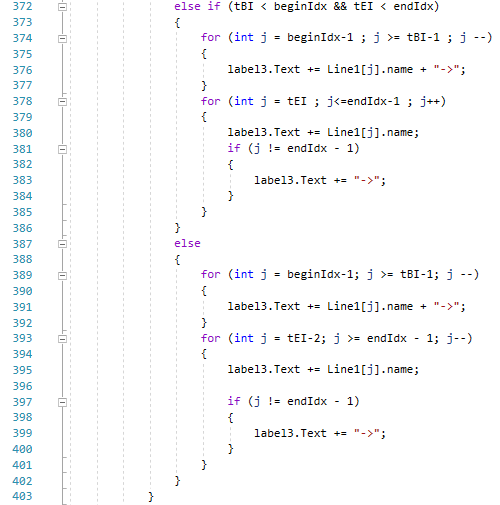 372 else if (tBI < beginIdx && tEI < endIdx)
373 {
374 for (int j = beginIdx-1 ; j >= tBI-1 ; j --)
375 {
376 label3.Text += Line1[j].name + "->";
377 }
378 for (int j = tEI ; j<=endIdx-1 ; j++)
379 {
380 label3.Text += Line1[j].name;
381 if (j != endIdx - 1)
382 {
383 label3.Text += "->";
384 }
385 }
386 }
387 else
388 {
389 for (int j = beginIdx-1; j >= tBI-1; j --)
390 {
391 label3.Text += Line1[j].name + "->";
392 }
393 for (int j = tEI-2; j >= endIdx - 1; j--)
394 {
395 label3.Text += Line1[j].name;
396
397 if (j != endIdx - 1)
398 {
399 label3.Text += "->";
400 }
401 }
402 }
403 }